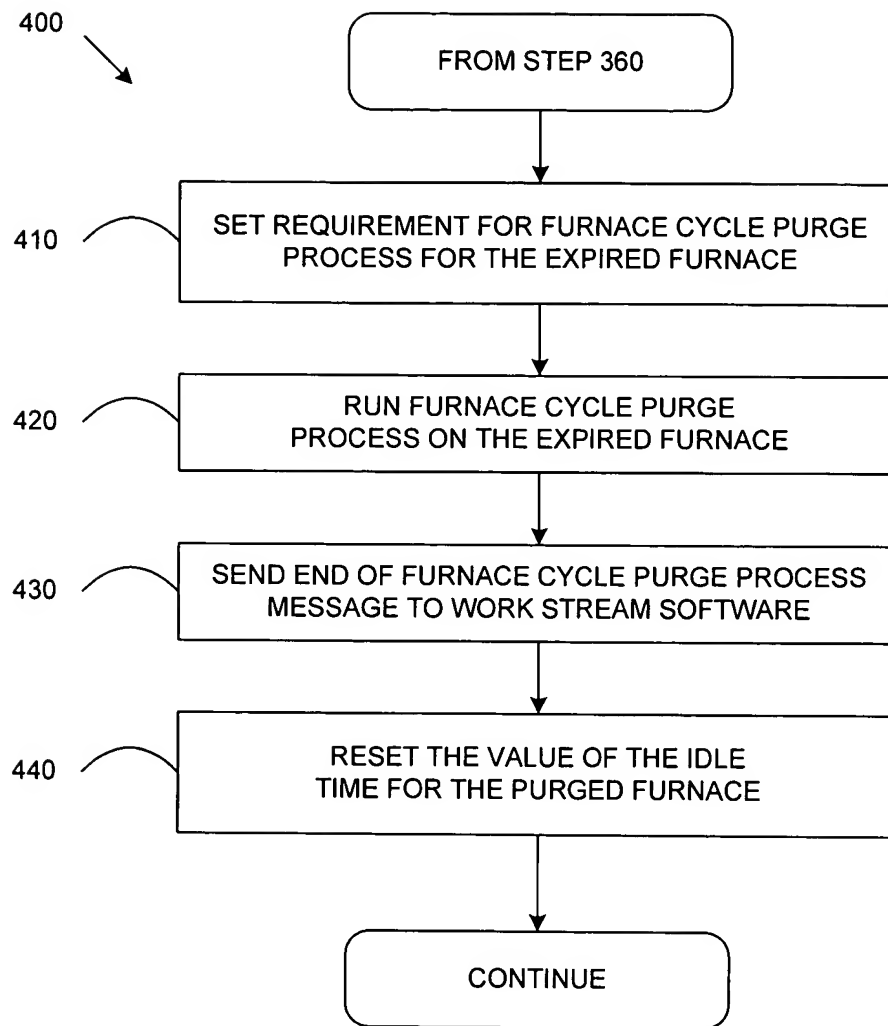 400
FROM STEP 360
410
SET REQUIREMENT FOR FURNACE CYCLE PURGE
PROCESS FOR THE EXPIRED FURNACE
420
RUN FURNACE CYCLE PURGE
PROCESS ON THE EXPIRED FURNACE
430
SEND END OF FURNACE CYCLE PURGE PROCESS
MESSAGE TO WORK STREAM SOFTWARE
440
RESET THE VALUE OF THE IDLE
TIME FOR THE PURGED FURNACE
CONTINUE